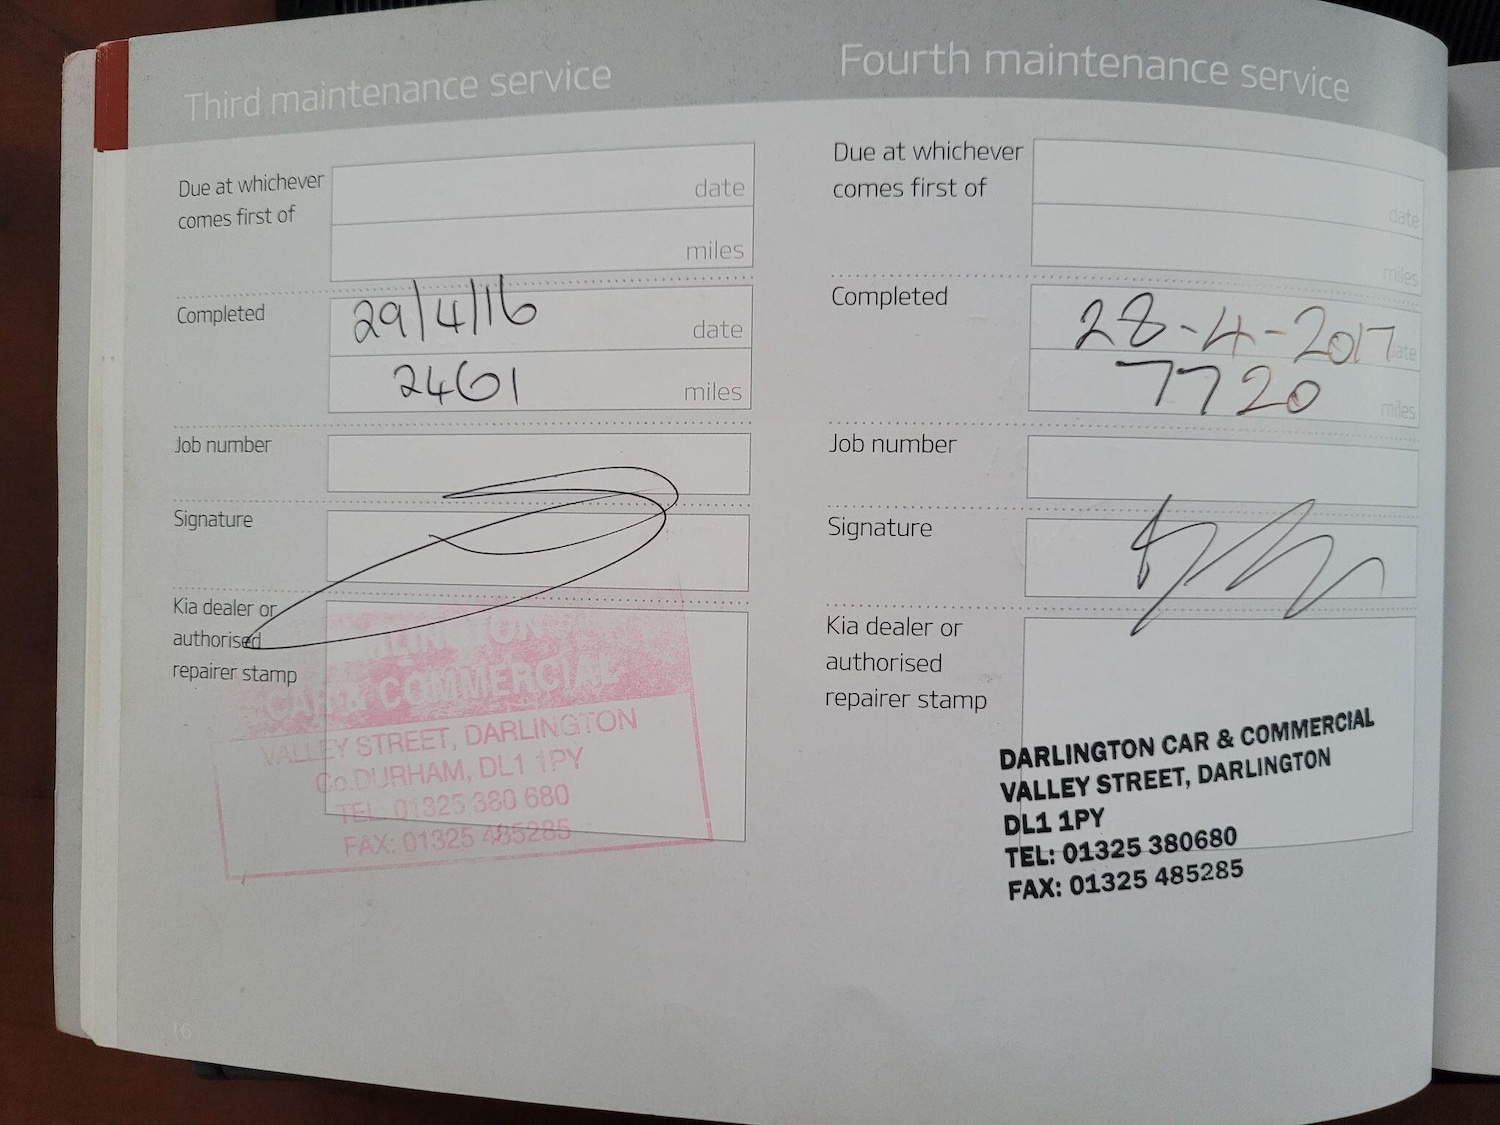 Third maintenance service
Due at whichever
comes first of
date
miles
Completed
29/4/16
date
2461
miles
Job number
Signature
Kia dealer or
authorised
repairer stamp
DARLINGTON
CAR & COMMERCIAL
VALLEY STREET, DARLINGTON
Co.DURHAM, DL1 1PY
TEL: 01325 380 680
FAX: 01325 485285
16
Fourth maintenance service
Due at whichever
comes first of
date
miles
Completed
28-4-2017
date
7720
miles
Job number
Signature
Kia dealer or
authorised
repairer stamp
DARLINGTON CAR & COMMERCIAL
VALLEY STREET, DARLINGTON
DL1 1PY
TEL: 01325 380680
FAX: 01325 485285